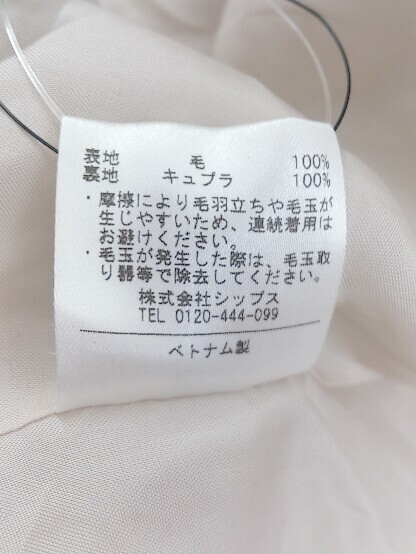 表地 毛 100%
裏地 キュプラ 100%
・摩擦により毛羽立ちや毛玉が
生じやすいため、連続着用は
お避けください。
・毛玉が発生した際は、毛玉取
り器等で除去してください。
株式会社シップス
TEL 0120-444-099
ベトナム製